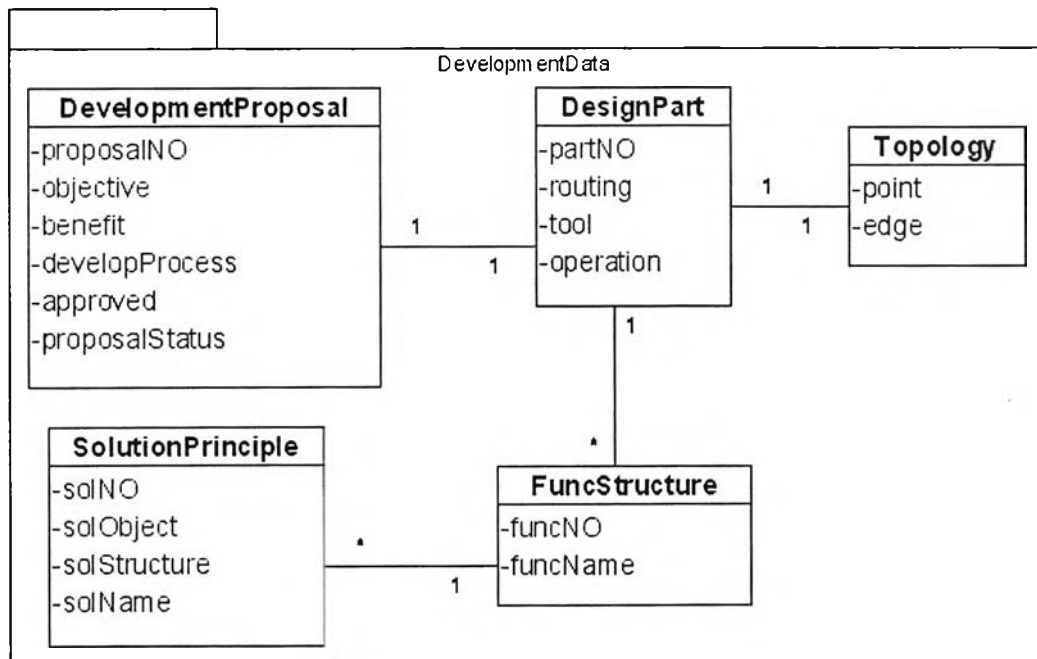 DevelopmentData
DevelopmentProposal
-proposalNO
-objective
-benefit
-developProcess
-approved
-proposalStatus
1
1
DesignPart
-partNO
-routing
-tool
-operation
1
1
Topology
-point
-edge
1
*
SolutionPrinciple
-solNO
-solObject
-solStructure
-solName
*
1
FuncStructure
-funcNO
-funcName